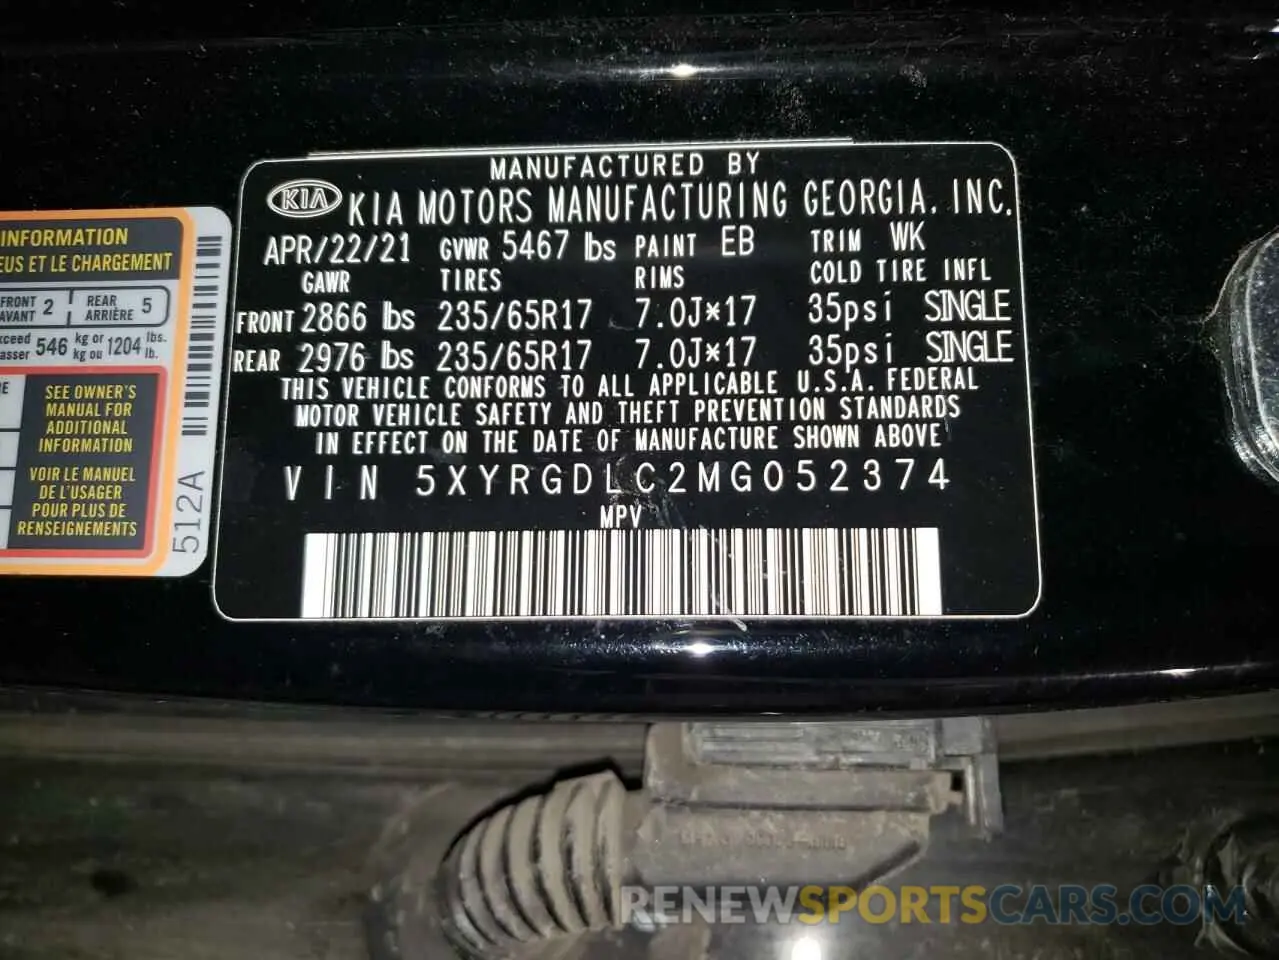 MANUFACTURED BY
KIA KIA MOTORS MANUFACTURING GEORGIA, INC.
APR/22/21 GVWR 5467 lbs PAINT EB TRIM WK
GAWR TIRES RIMS COLD TIRE INFL
FRONT 2866 lbs 235/65R17 7.0J*17 35psi SINGLE
REAR 2976 lbs 235/65R17 7.0J*17 35psi SINGLE
THIS VEHICLE CONFORMS TO ALL APPLICABLE U.S.A. FEDERAL
MOTOR VEHICLE SAFETY AND THEFT PREVENTION STANDARDS
IN EFFECT ON THE DATE OF MANUFACTURE SHOWN ABOVE
VIN 5XYRGDLC2MG052374
MPV
INFORMATION
EUS ET LE CHARGEMENT
FRONT 2 REAR 5
AVANT ARRIÈRE
xceed 546 kg or 1204 lbs.
asser kg ou lb.
SEE OWNER'S
MANUAL FOR
ADDITIONAL
INFORMATION
VOIR LE MANUEL
DE L'USAGER
POUR PLUS DE
RENSEIGNEMENTS
512A
RENEWSPORTSCARS.COM